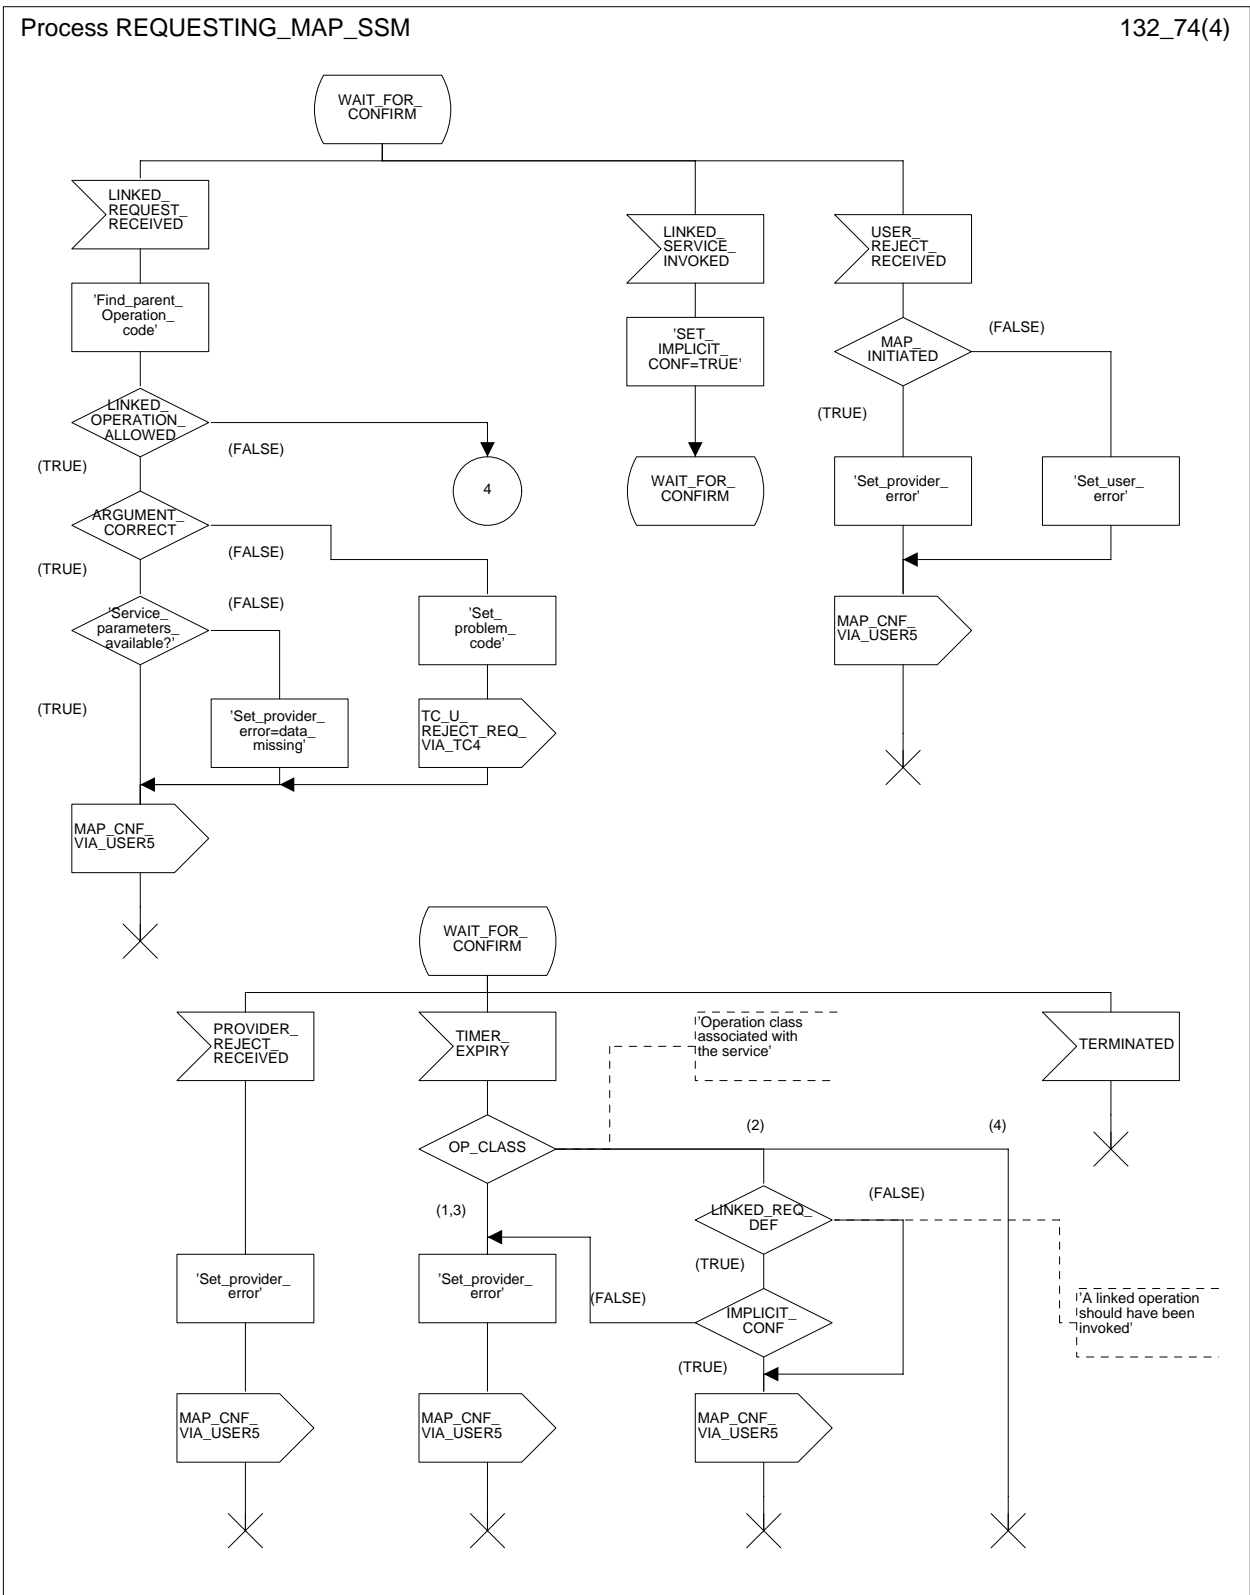 Process REQUESTING_MAP_SSM
132_74(4)
WAIT_FOR_
CONFIRM
LINKED_
REQUEST_
RECEIVED
LINKED_
SERVICE_
INVOKED
USER_
REJECT_
RECEIVED
'Find_parent_
Operation_
code'
'SET_
IMPLICIT_
CONF=TRUE'
MAP_
INITIATED
(FALSE)
LINKED_
OPERATION_
ALLOWED
(FALSE)
(TRUE)
(TRUE)
4
WAIT_FOR_
CONFIRM
'Set_provider_
error'
'Set_user_
error'
ARGUMENT_
CORRECT
(FALSE)
(TRUE)
'Service_
parameters_
available?'
(FALSE)
(TRUE)
'Set_
problem_
code'
MAP_CNF_
VIA_USER5
'Set_provider_
error=data_
missing'
TC_U_
REJECT_REQ_
VIA_TC4
MAP_CNF_
VIA_USER5
WAIT_FOR_
CONFIRM
PROVIDER_
REJECT_
RECEIVED
TIMER_
EXPIRY
'Operation class
associated with
the service'
TERMINATED
OP_CLASS
(2)
(4)
(1,3)
LINKED_REQ_
DEF
(FALSE)
(TRUE)
'Set_provider_
error'
'Set_provider_
error'
(FALSE)
IMPLICIT_
CONF
'A linked operation
should have been
invoked'
(TRUE)
MAP_CNF_
VIA_USER5
MAP_CNF_
VIA_USER5
MAP_CNF_
VIA_USER5